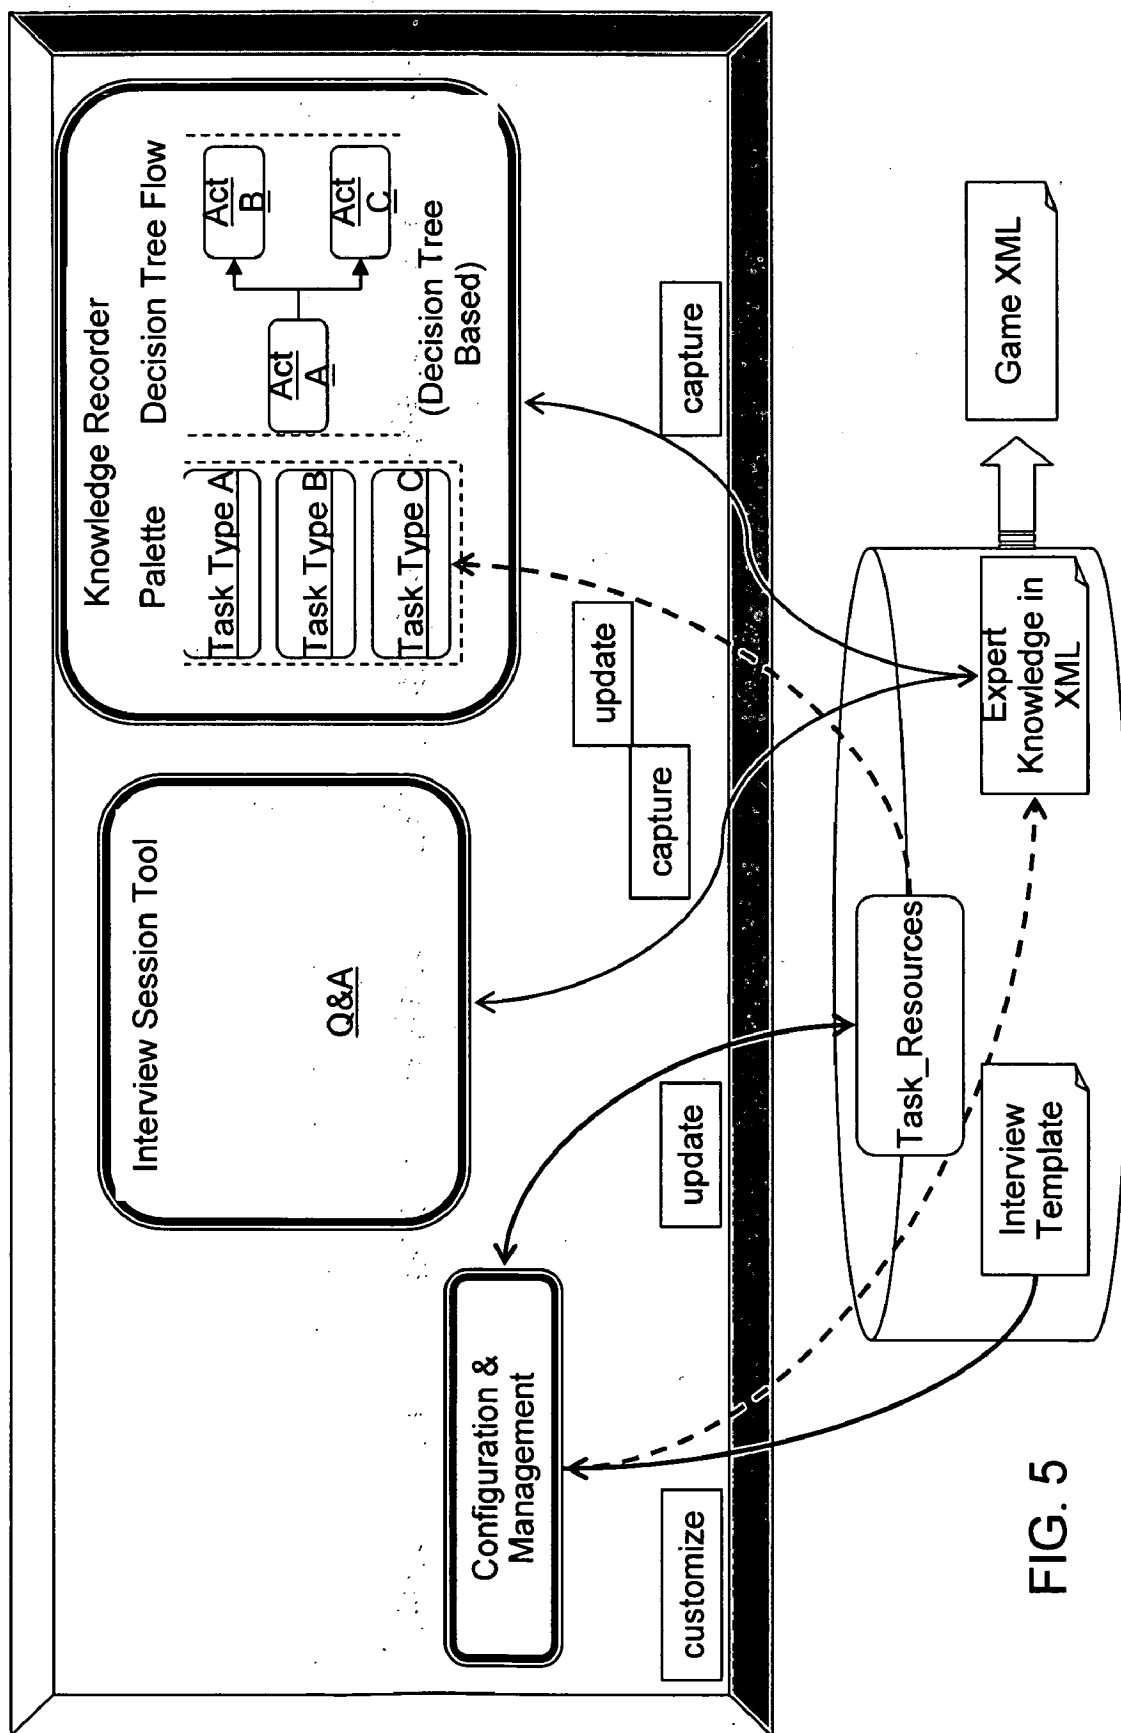 Knowledge Recorder
Palette
Decision Tree Flow
Task Type A
Task Type B
Task Type C
Act
A
Act
B
Act
C
(Decision Tree
Based)
Interview Session Tool
Q&A
Configuration &
Management
customize
update
capture
update
capture
Task_Resources
Interview
Template
Expert
Knowledge in
XML
Game XML
FIG. 5